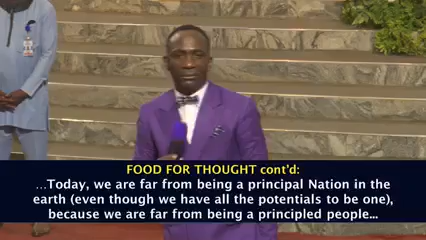 FOOD FOR THOUGHT cont'd:
...Today, we are far from being a principal Nation in the
earth (even though we have all the potentials to be one),
because we are far from being a principled people...